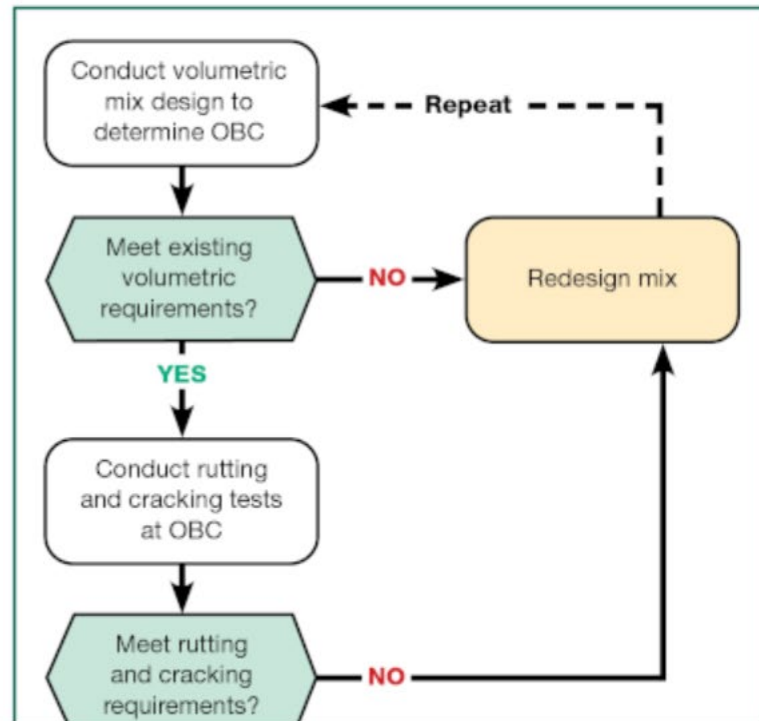 Conduct volumetric
mix design to
determine OBC
Repeat
Meet existing
volumetric
requirements?
NO
Redesign mix
YES
Conduct rutting
and cracking tests
at OBC
Meet rutting
and cracking
requirements?
NO